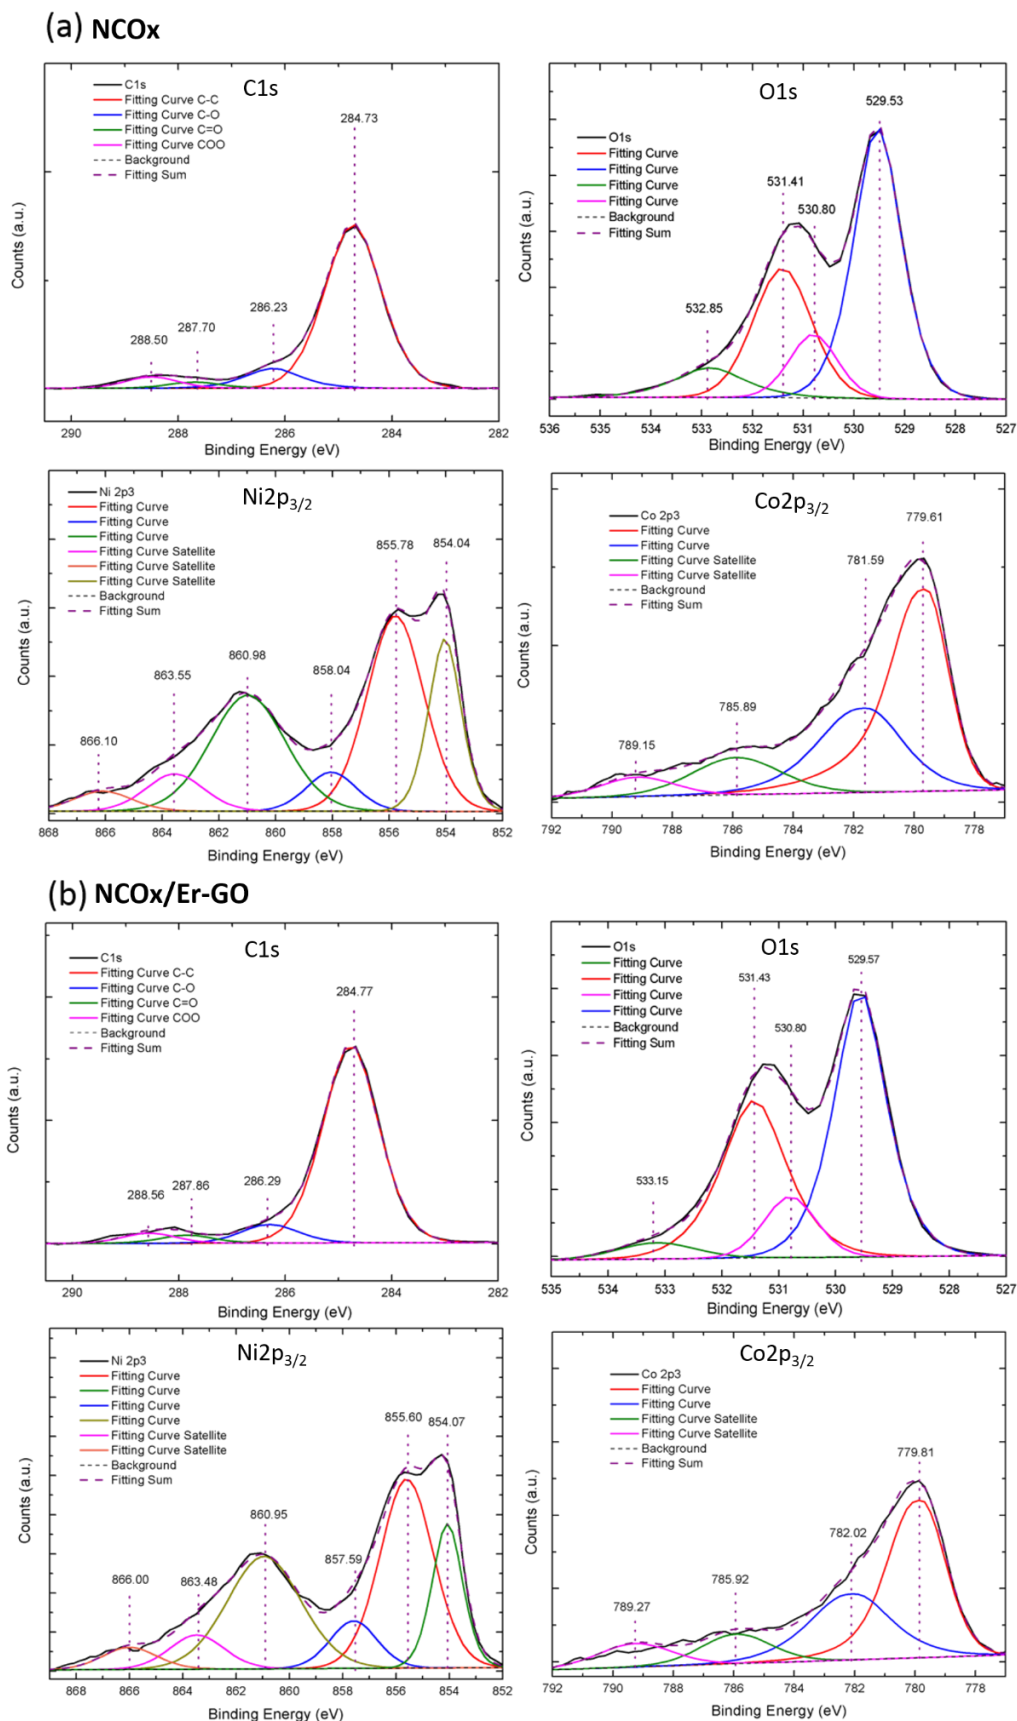 (a) NCOx
C1s
C1s
Fitting Curve C-C
Fitting Curve C-O
Fitting Curve C=O
Fitting Curve COO
Background
Fitting Sum
284.73
286.23
287.70
288.50
Counts (a.u.)
290 288 286 284 282
Binding Energy (eV)
O1s
O1s
Fitting Curve
Fitting Curve
Fitting Curve
Fitting Curve
Background
Fitting Sum
529.53
531.41
530.80
532.85
Counts (a.u.)
536 535 534 533 532 531 530 529 528 527
Binding Energy (eV)
Ni2p3/2
Ni 2p3
Fitting Curve
Fitting Curve
Fitting Curve
Fitting Curve Satellite
Fitting Curve Satellite
Fitting Curve Satellite
Background
Fitting Sum
855.78
854.04
860.98
858.04
863.55
866.10
Counts (a.u.)
868 866 864 862 860 858 856 854 852
Binding Energy (eV)
Co2p3/2
Co 2p3
Fitting Curve
Fitting Curve
Fitting Curve Satellite
Fitting Curve Satellite
Background
Fitting Sum
779.61
781.59
785.89
789.15
Counts (a.u.)
792 790 788 786 784 782 780 778
Binding Energy (eV)
(b) NCOx/Er-GO
C1s
C1s
Fitting Curve C-C
Fitting Curve C-O
Fitting Curve C=O
Fitting Curve COO
Background
Fitting Sum
284.77
286.29
287.86
288.56
Counts (a.u.)
290 288 286 284 282
Binding Energy (eV)
O1s
O1s
Fitting Curve
Fitting Curve
Fitting Curve
Fitting Curve
Background
Fitting Sum
529.57
531.43
530.80
533.15
Counts (a.u.)
535 534 533 532 531 530 529 528 527
Binding Energy (eV)
Ni2p3/2
Ni 2p3
Fitting Curve
Fitting Curve
Fitting Curve
Fitting Curve
Fitting Curve Satellite
Fitting Curve Satellite
Background
Fitting Sum
855.60
854.07
860.95
857.59
866.00
863.48
Counts (a.u.)
868 866 864 862 860 858 856 854 852
Binding Energy (eV)
Co2p3/2
Co 2p3
Fitting Curve
Fitting Curve
Fitting Curve Satellite
Fitting Curve Satellite
Background
Fitting Sum
779.81
782.02
785.92
789.27
Counts (a.u.)
792 790 788 786 784 782 780 778
Binding Energy (eV)